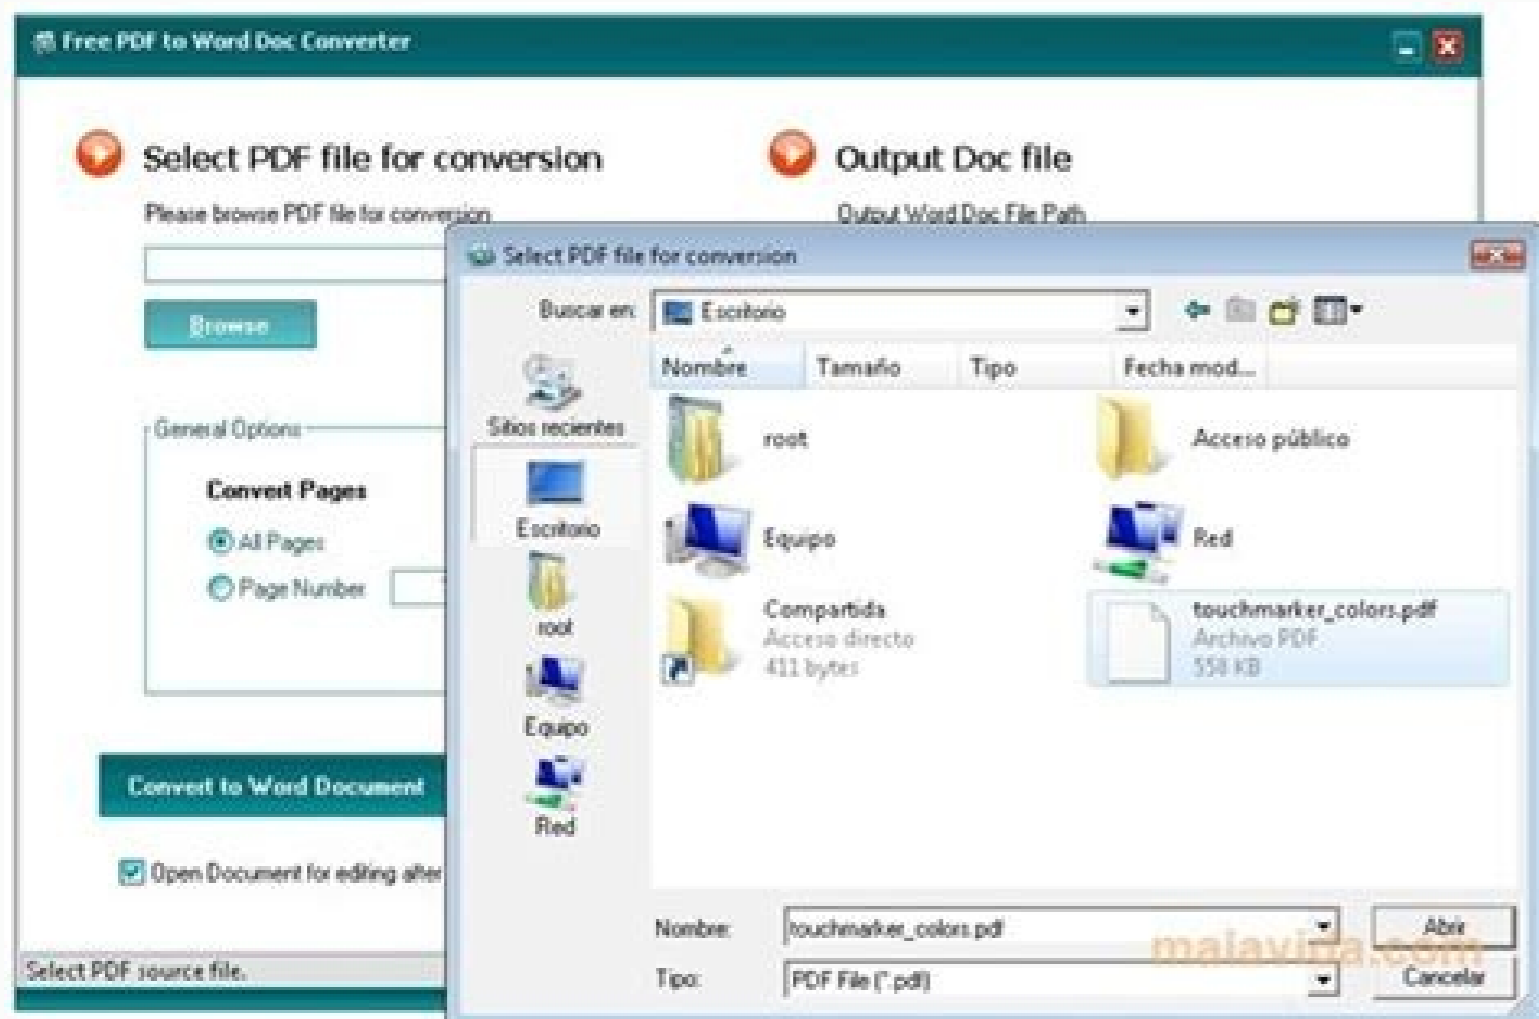 Free PDF to Word Doc Converter
Select PDF file for conversion
Please browse PDF file for conversion
Browse
General Options
Convert Pages
All Pages
Page Number
Convert to Word Document
Open Document for editing after
Select PDF source file.
Output Doc file
Output Word Doc File Path
Select PDF file for conversion
Buscar en:
Escritorio
Sitios recientes
Escritorio
root
Equipo
Red
Nombre
Tamaño
Tipo
Fecha mod...
root
Acceso público
Equipo
Red
Compartida
Acceso directo
411 bytes
touchmarker_colors.pdf
Archivo PDF
558 KB
Nombre:
touchmarker_colors.pdf
Abrir
Tipo:
PDF File (*.pdf)
Cancelar
malavida.com